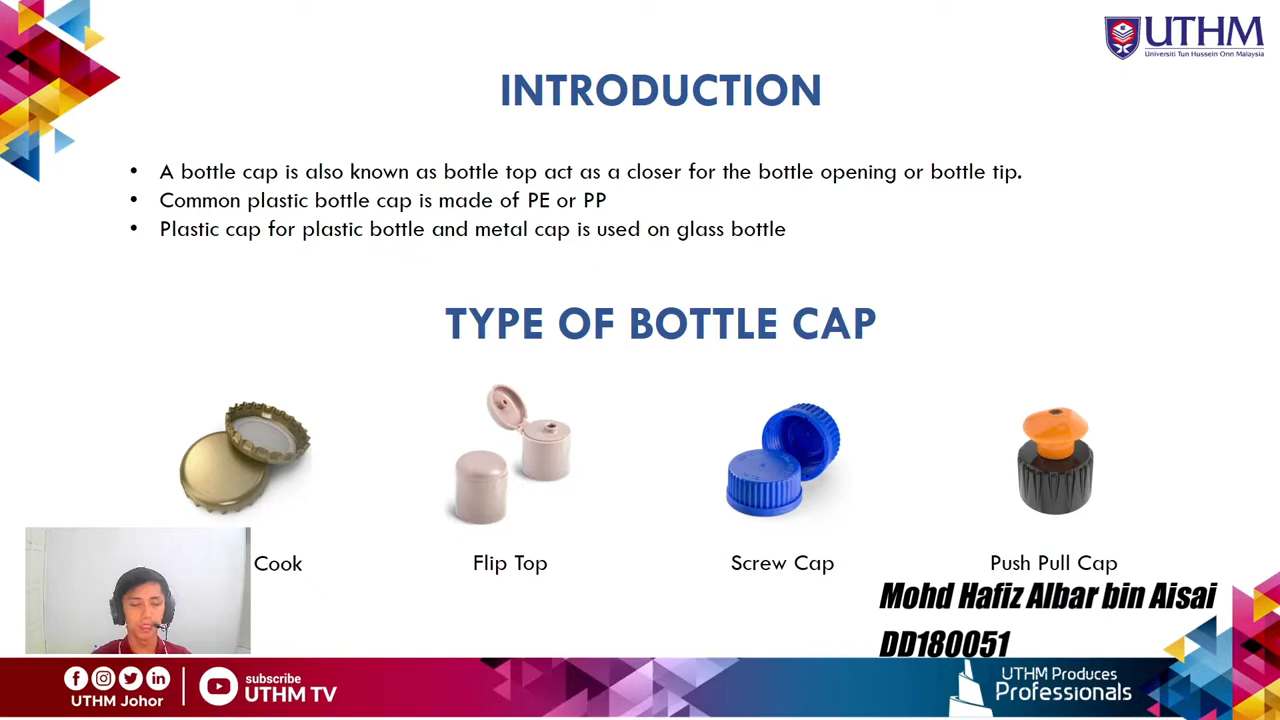 UTHM
Universiti Tun Hussein Onn Malaysia
INTRODUCTION
• A bottle cap is also known as bottle top act as a closer for the bottle opening or bottle tip.
• Common plastic bottle cap is made of PE or PP
• Plastic cap for plastic bottle and metal cap is used on glass bottle
TYPE OF BOTTLE CAP
Cook
Flip Top
Screw Cap
Push Pull Cap
Mohd Hafiz Albar bin Aisai
DD180051
UTHM Johor
subscribe
UTHM TV
UTHM Produces
Professionals